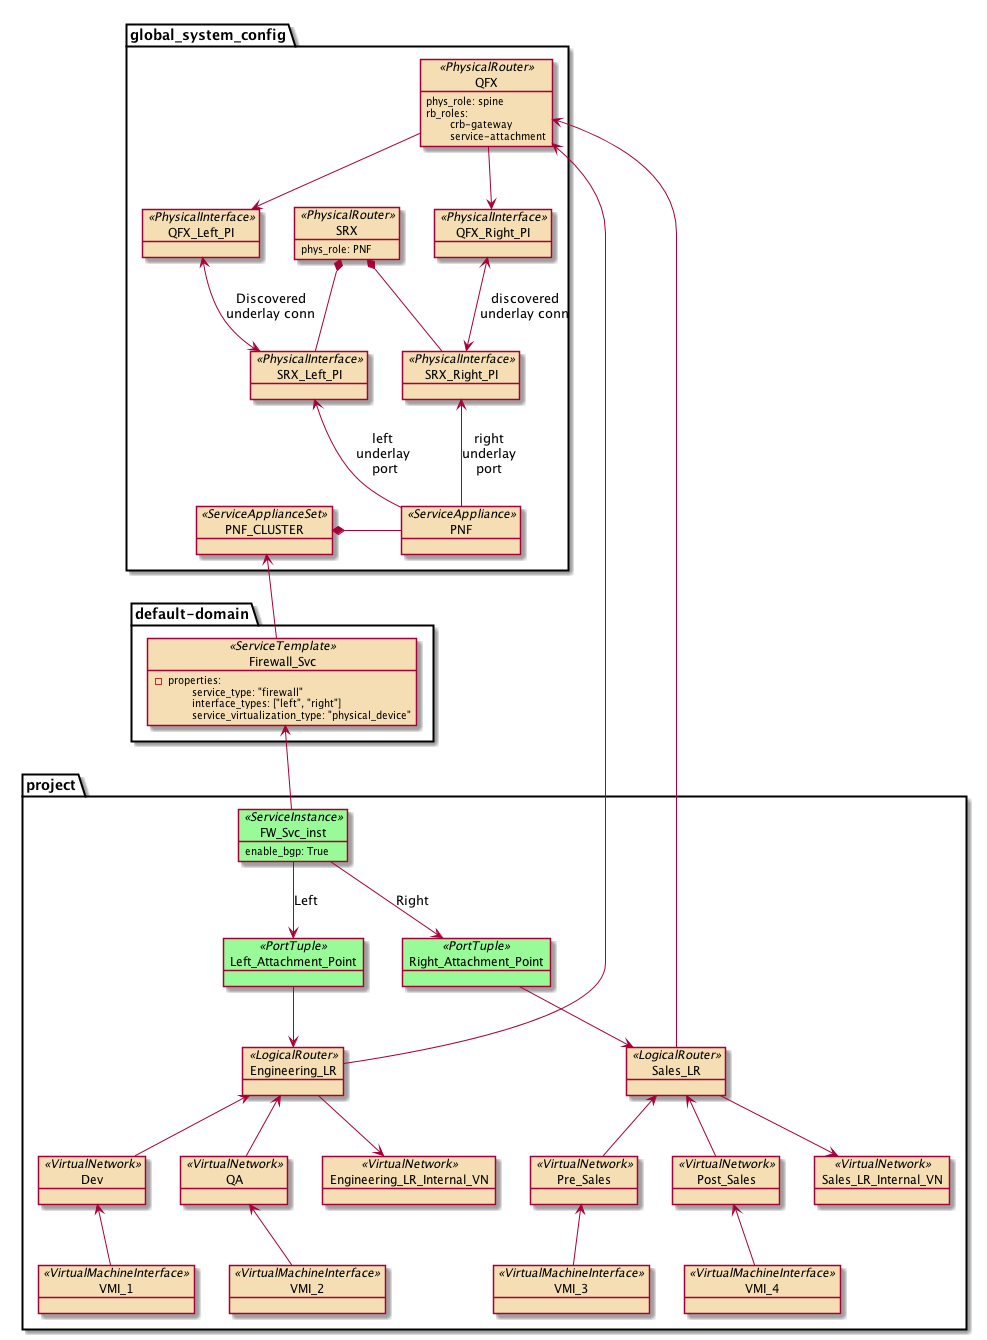 global_system_config
«PhysicalRouter»
QFX
phys_role: spine
rb_roles:
crb-gateway
service-attachment
«PhysicalInterface»
QFX_Left_PI
«PhysicalRouter»
SRX
phys_role: PNF
«PhysicalInterface»
QFX_Right_PI
Discovered
underlay conn
discovered
underlay conn
«PhysicalInterface»
SRX_Left_PI
«PhysicalInterface»
SRX_Right_PI
left
underlay
port
right
underlay
port
«ServiceApplianceSet»
PNF_CLUSTER
«ServiceAppliance»
PNF
default-domain
«ServiceTemplate»
Firewall_Svc
properties:
service_type: "firewall"
interface_types: ["left", "right"]
service_virtualization_type: "physical_device"
project
«ServiceInstance»
FW_Svc_inst
enable_bgp: True
Left
Right
«PortTuple»
Left_Attachment_Point
«PortTuple»
Right_Attachment_Point
«LogicalRouter»
Engineering_LR
«LogicalRouter»
Sales_LR
«VirtualNetwork»
Dev
«VirtualNetwork»
QA
«VirtualNetwork»
Engineering_LR_Internal_VN
«VirtualNetwork»
Pre_Sales
«VirtualNetwork»
Post_Sales
«VirtualNetwork»
Sales_LR_Internal_VN
«VirtualMachineInterface»
VMI_1
«VirtualMachineInterface»
VMI_2
«VirtualMachineInterface»
VMI_3
«VirtualMachineInterface»
VMI_4